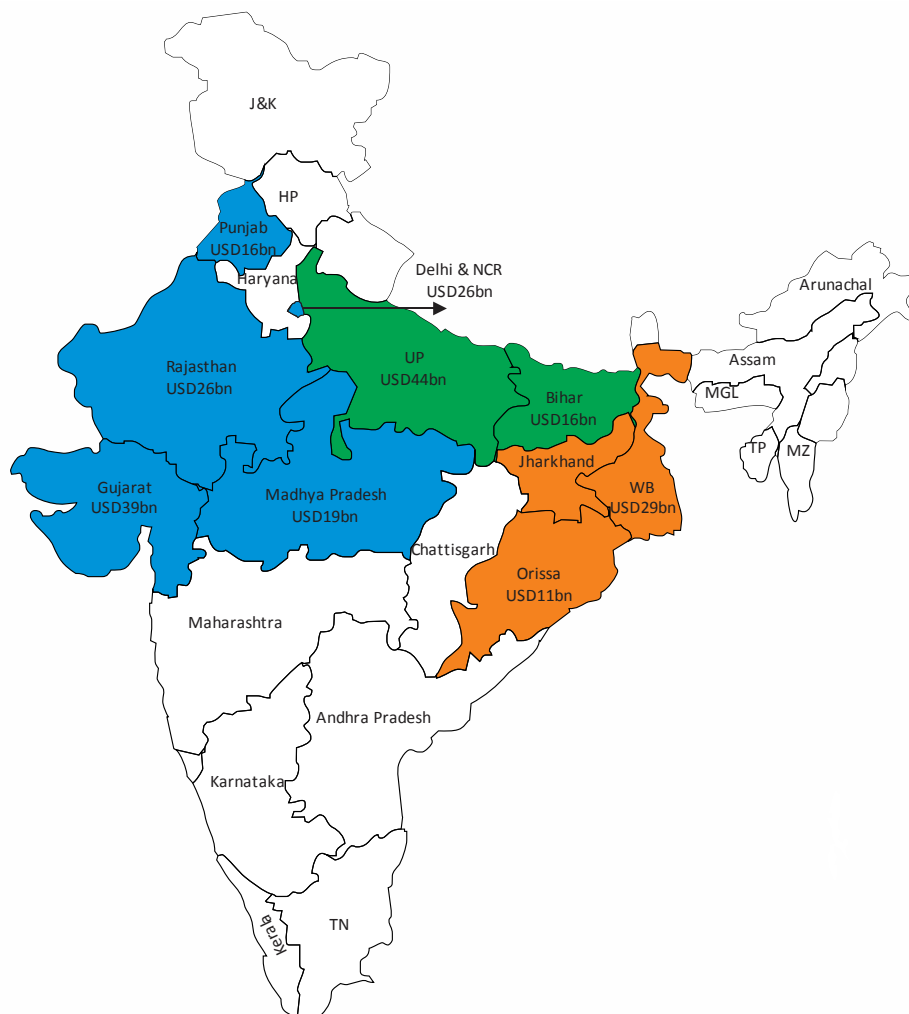 J&K
HP
Punjab
USD16bn
Haryana
Delhi & NCR
USD26bn
Arunachal
Rajasthan
USD26bn
UP
USD44bn
Assam
MGL
Bihar
USD16bn
TP
MZ
Jharkhand
Gujarat
USD39bn
Madhya Pradesh
USD19bn
WB
USD29bn
Chattisgarh
Orissa
USD11bn
Maharashtra
Andhra Pradesh
Karnataka
Kerala
TN